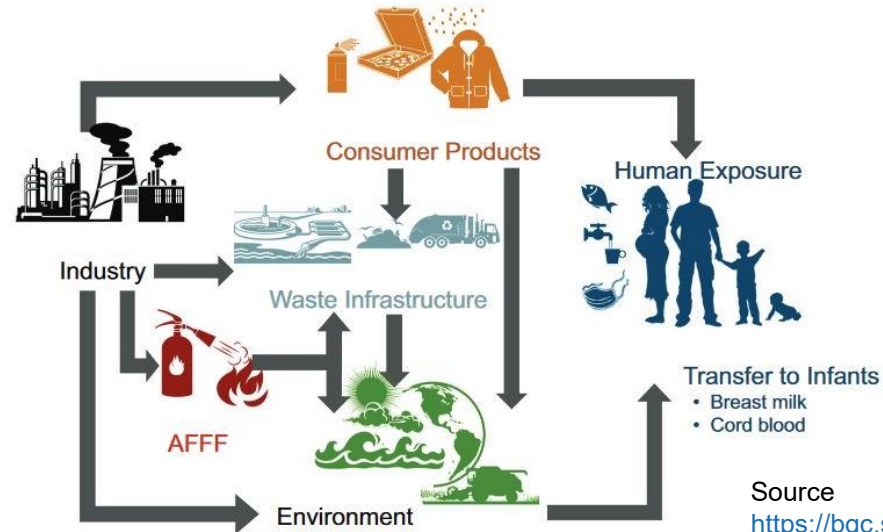 Consumer Products
Human Exposure
Industry
Waste Infrastructure
AFFF
Transfer to Infants
• Breast milk
• Cord blood
Environment
Source